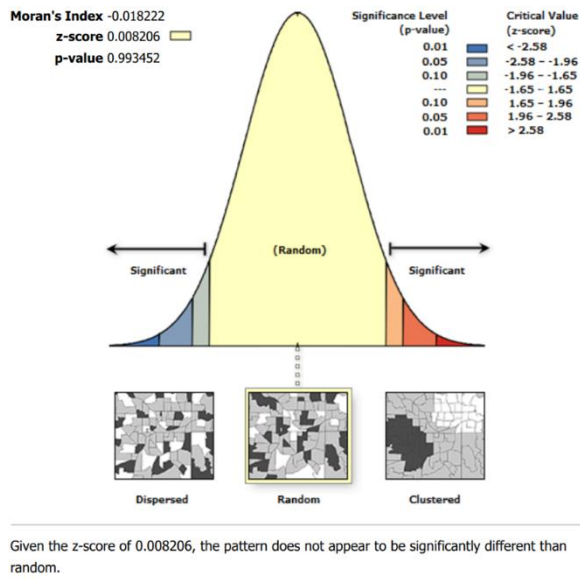 Moran's Index -0.018222
z-score 0.008206
p-value 0.993452
Significance Level
(p-value)
Critical Value
(z-score)
0.01 < -2.58
0.05 -2.58 - -1.96
0.10 -1.96 - -1.65
--- -1.65 - 1.65
0.10 1.65 - 1.96
0.05 1.96 - 2.58
0.01 > 2.58
(Random)
Significant
Significant
Dispersed
Random
Clustered
Given the z-score of 0.008206, the pattern does not appear to be significantly different than
random.